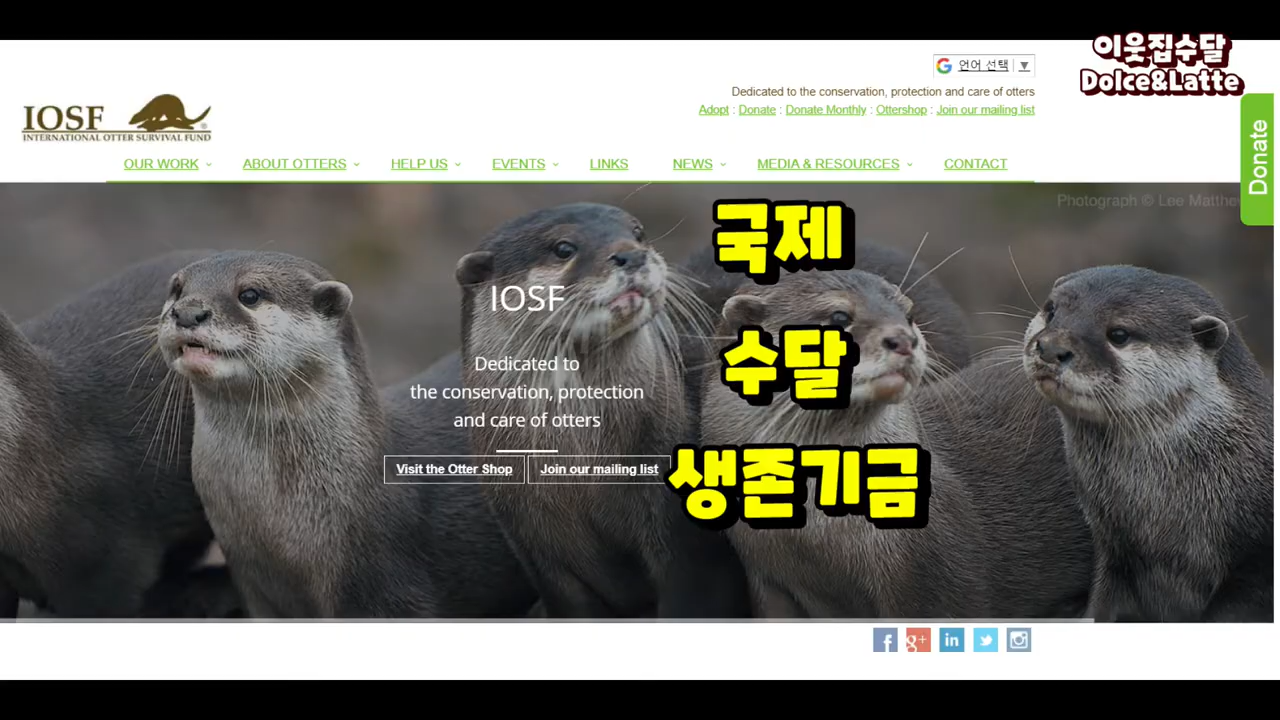 이웃집수달
Dolce&Latte
언어 선택 ▼
Dedicated to the conservation, protection and care of otters
Adopt : Donate : Donate Monthly : Ottershop : Join our mailing list
IOSF
INTERNATIONAL OTTER SURVIVAL FUND
Donate
OUR WORK
ABOUT OTTERS
HELP US
EVENTS
LINKS
NEWS
MEDIA & RESOURCES
CONTACT
Photograph © Lee
국제
수달
생존기금
IOSF
Dedicated to
the conservation, protection
and care of otters
Visit the Otter Shop
Join our mailing list